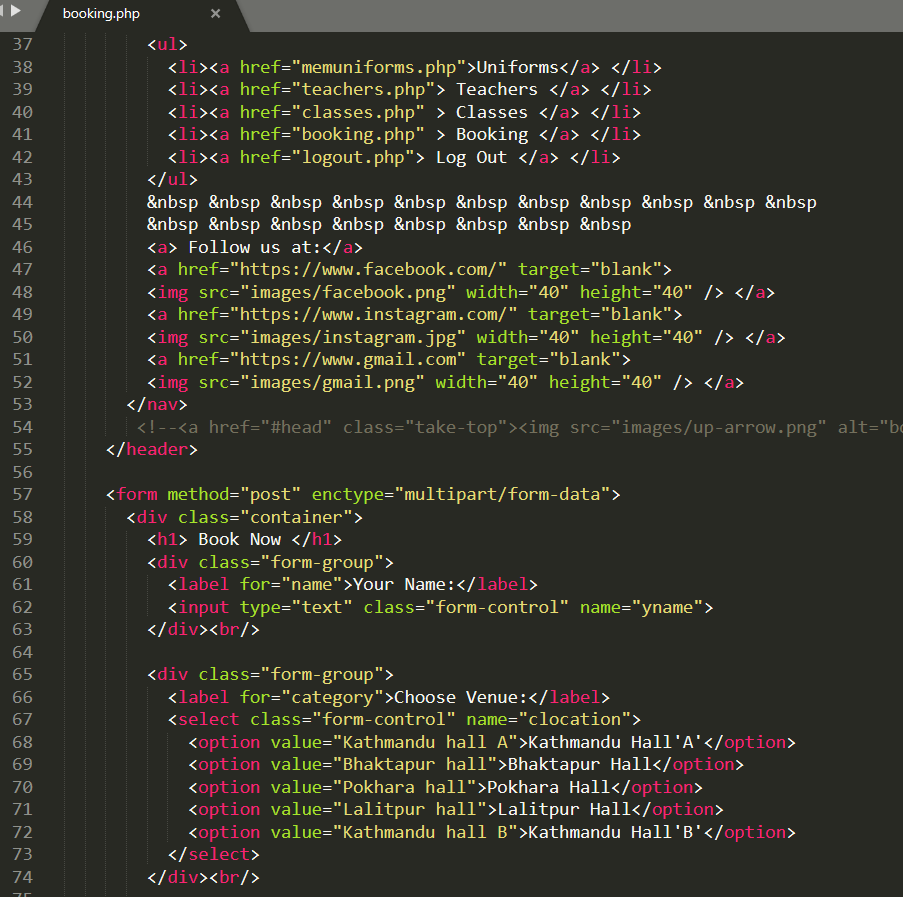 booking.php ×
37 <ul>
38 <li><a href="memuniforms.php">Uniforms</a> </li>
39 <li><a href="teachers.php"> Teachers </a> </li>
40 <li><a href="classes.php" > Classes </a> </li>
41 <li><a href="booking.php" > Booking </a> </li>
42 <li><a href="logout.php"> Log Out </a> </li>
43 </ul>
44 &nbsp &nbsp &nbsp &nbsp &nbsp &nbsp &nbsp &nbsp &nbsp &nbsp &nbsp
45 &nbsp &nbsp &nbsp &nbsp &nbsp &nbsp &nbsp &nbsp
46 <a> Follow us at:</a>
47 <a href="https://www.facebook.com/" target="blank">
48 <img src="images/facebook.png" width="40" height="40" /> </a>
49 <a href="https://www.instagram.com/" target="blank">
50 <img src="images/instagram.jpg" width="40" height="40" /> </a>
51 <a href="https://www.gmail.com" target="blank">
52 <img src="images/gmail.png" width="40" height="40" /> </a>
53 </nav>
54 <!--<a href="#head" class="take-top"><img src="images/up-arrow.png" alt="
55 </header>
56
57 <form method="post" enctype="multipart/form-data">
58 <div class="container">
59 <h1> Book Now </h1>
60 <div class="form-group">
61 <label for="name">Your Name:</label>
62 <input type="text" class="form-control" name="yname">
63 </div><br/>
64
65 <div class="form-group">
66 <label for="category">Choose Venue:</label>
67 <select class="form-control" name="clocation">
68 <option value="Kathmandu hall A">Kathmandu Hall'A'</option>
69 <option value="Bhaktapur hall">Bhaktapur Hall</option>
70 <option value="Pokhara hall">Pokhara Hall</option>
71 <option value="Lalitpur hall">Lalitpur Hall</option>
72 <option value="Kathmandu hall B">Kathmandu Hall'B'</option>
73 </select>
74 </div><br/>